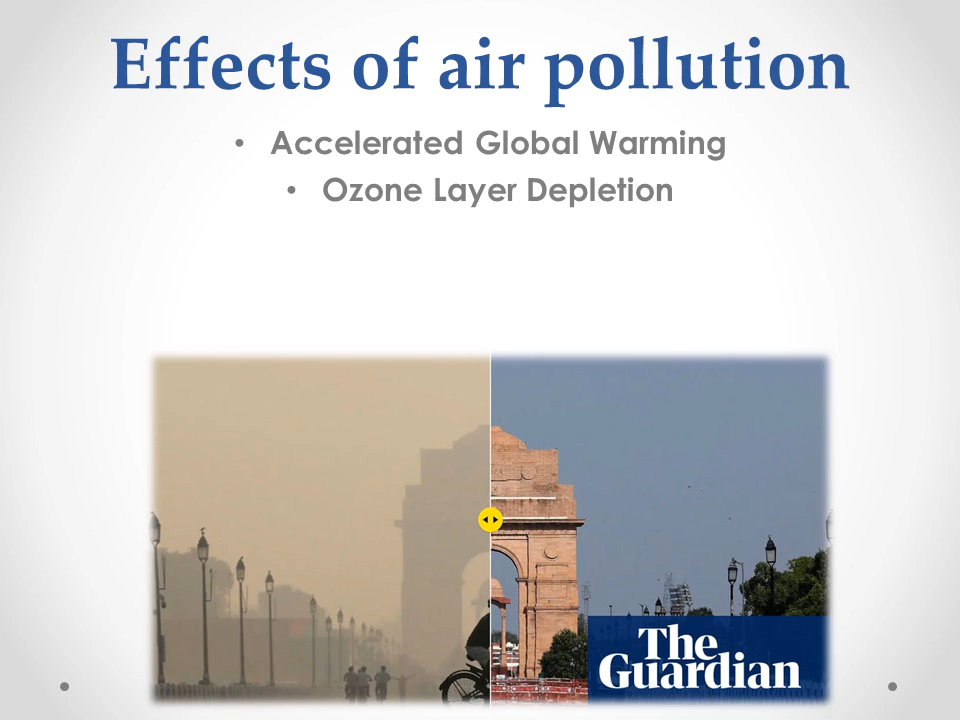 Effects of air pollution
• Accelerated Global Warming
• Ozone Layer Depletion
The
Guardian